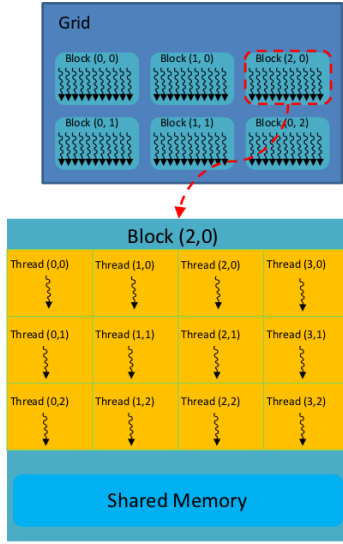 Grid
Block (0, 0) Block (1, 0) Block (2, 0)
Block (0, 1) Block (1, 1) Block (0, 2)
Block (2,0)
Thread (0,0) Thread (1,0) Thread (2,0) Thread (3,0)
Thread (0,1) Thread (1,1) Thread (2,1) Thread (3,1)
Thread (0,2) Thread (1,2) Thread (2,2) Thread (3,2)
Shared Memory